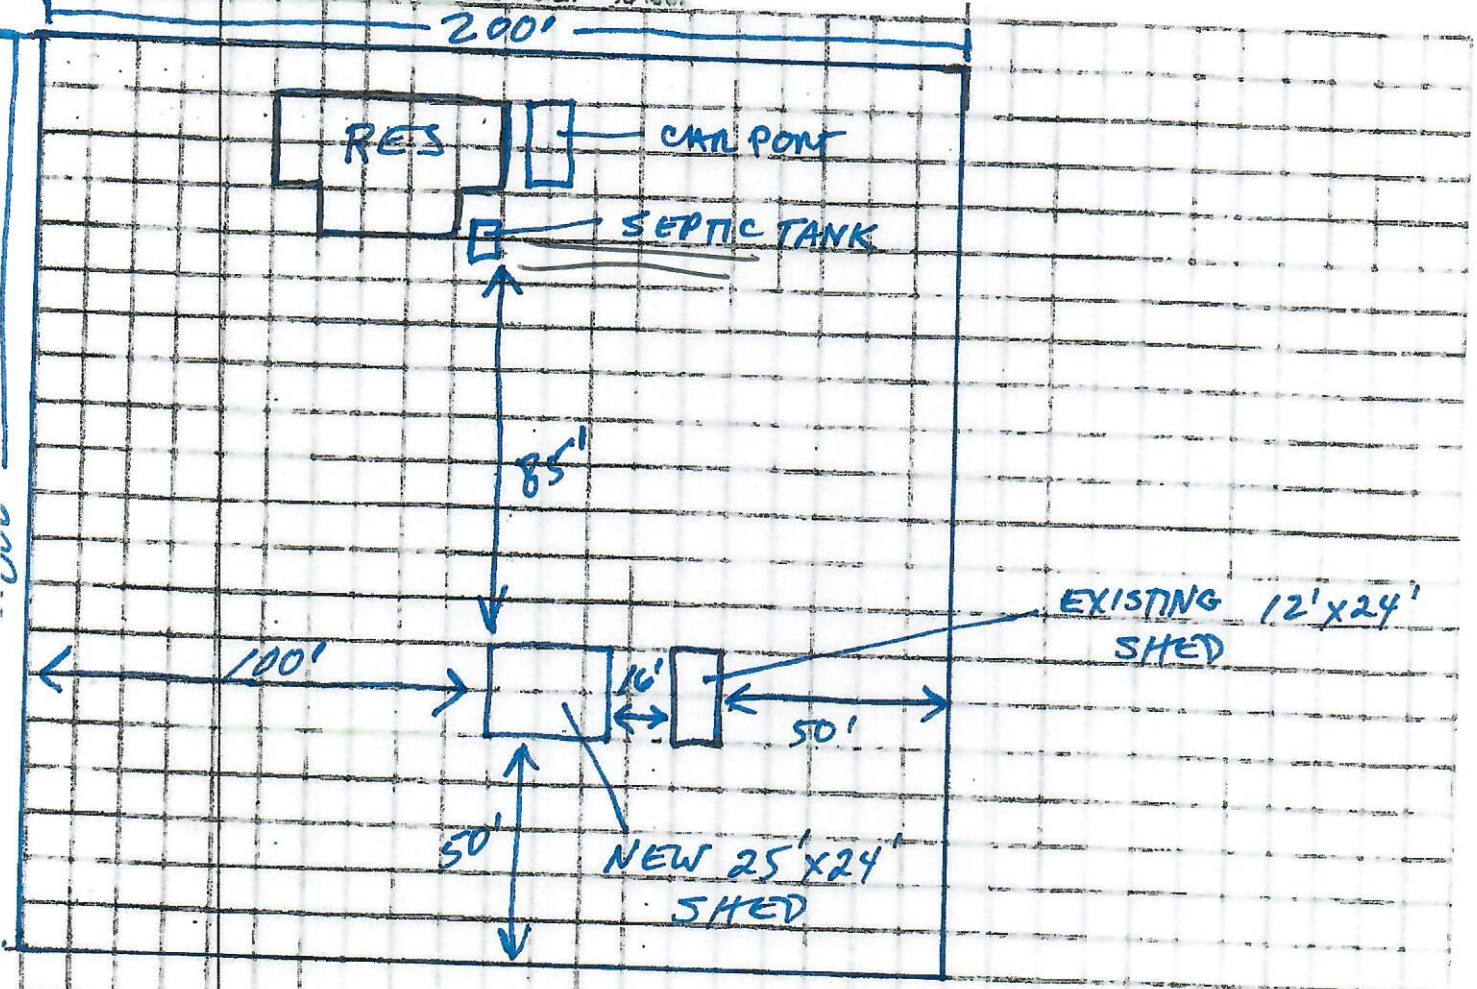 200'
RES
CAR PORT
SEPTIC TANK
85'
EXISTING 12'x24'
SHED
100'
16'
50'
50'
NEW 25'x24'
SHED